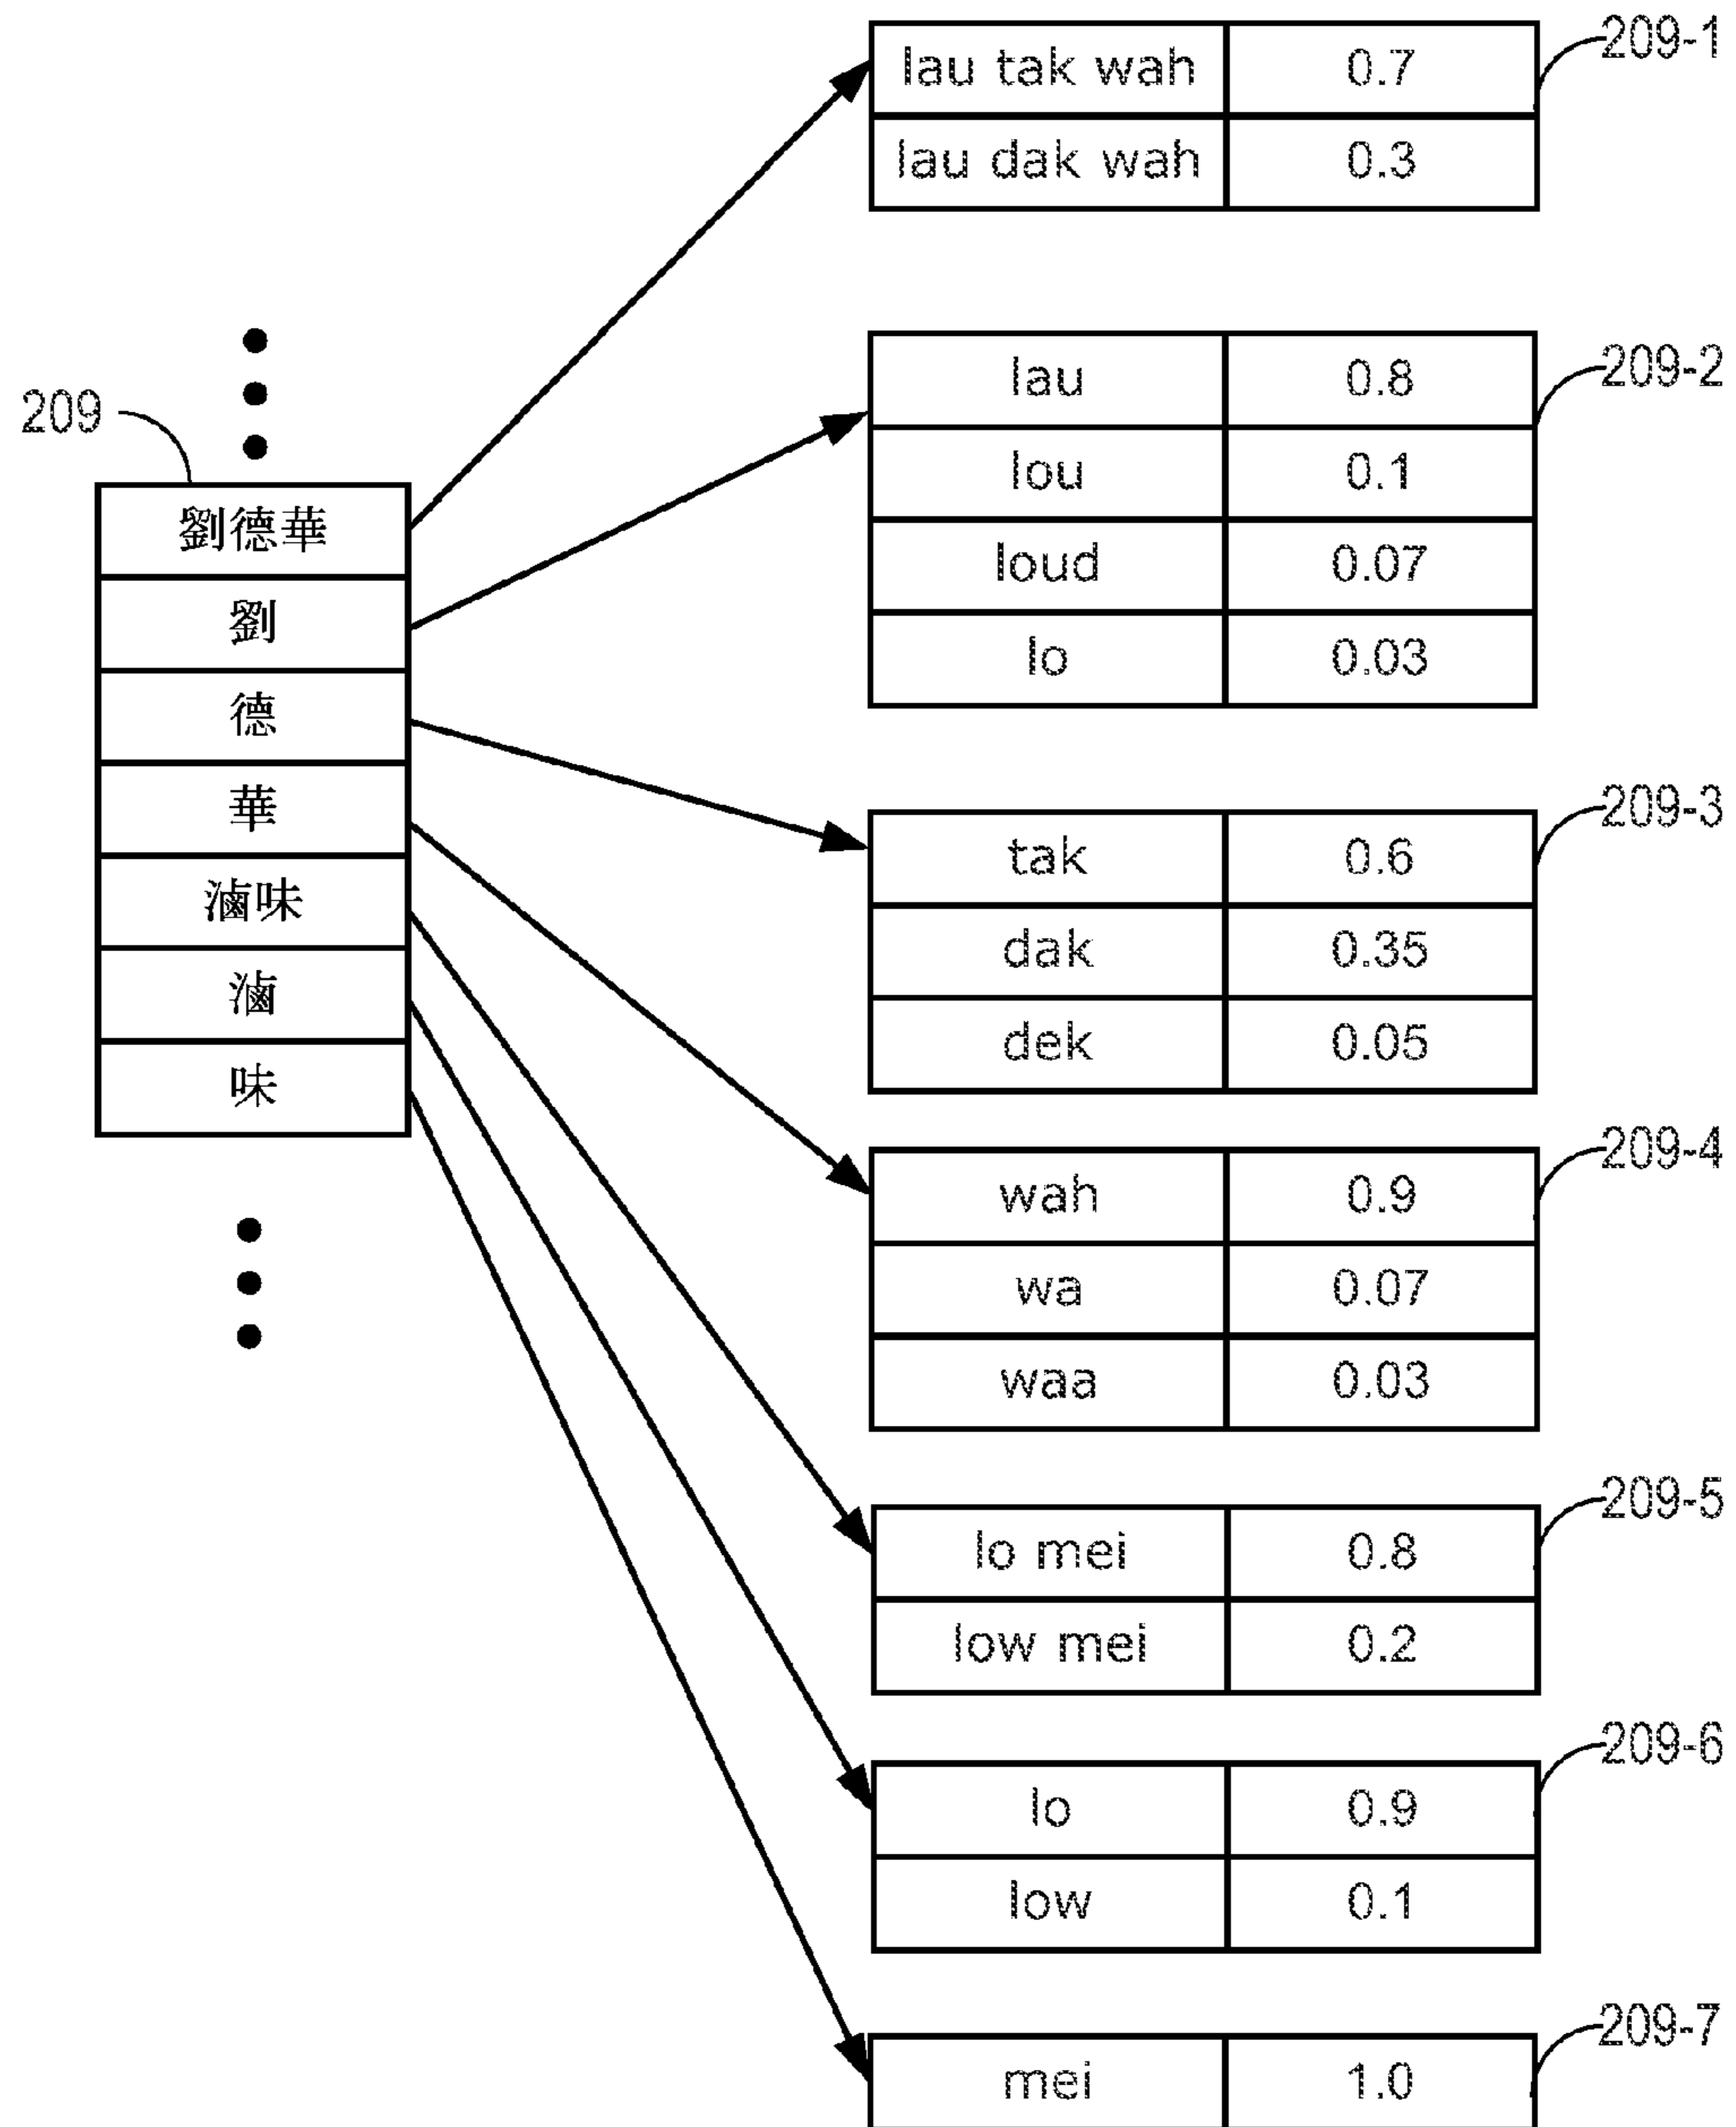 lau tak wah 0.7 209-1
lau dak wah 0.3
lau 0.8 209-2
lou 0.1
loud 0.07
lo 0.03
209
劉德華
劉
德
華
滷味
滷
味
tak 0.6 209-3
dak 0.35
dek 0.05
wah 0.9 209-4
wa 0.07
waa 0.03
lo mei 0.8 209-5
low mei 0.2
lo 0.9 209-6
low 0.1
mei 1.0 209-7